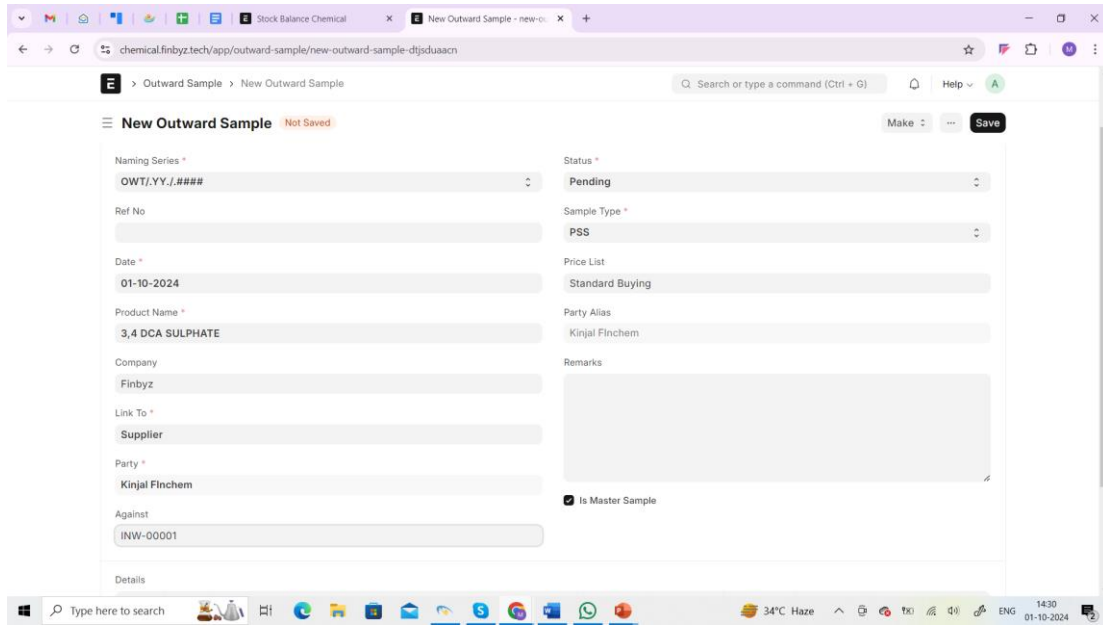 Stock Balance Chemical
New Outward Sample - new-ou
chemical.finbyz.tech/app/outward-sample/new-outward-sample-dtjsduaacn
E > Outward Sample > New Outward Sample
Search or type a command (Ctrl + G)
Help
A
New Outward Sample Not Saved
Make
Save
Naming Series *
OWT/.YY./.####
Ref No
Date *
01-10-2024
Product Name *
3,4 DCA SULPHATE
Company
Finbyz
Link To *
Supplier
Party *
Kinjal FInchem
Against
INW-00001
Status *
Pending
Sample Type *
PSS
Price List
Standard Buying
Party Alias
Kinjal FInchem
Remarks
Is Master Sample
Details
Type here to search
34°C Haze
ENG
14:30
01-10-2024